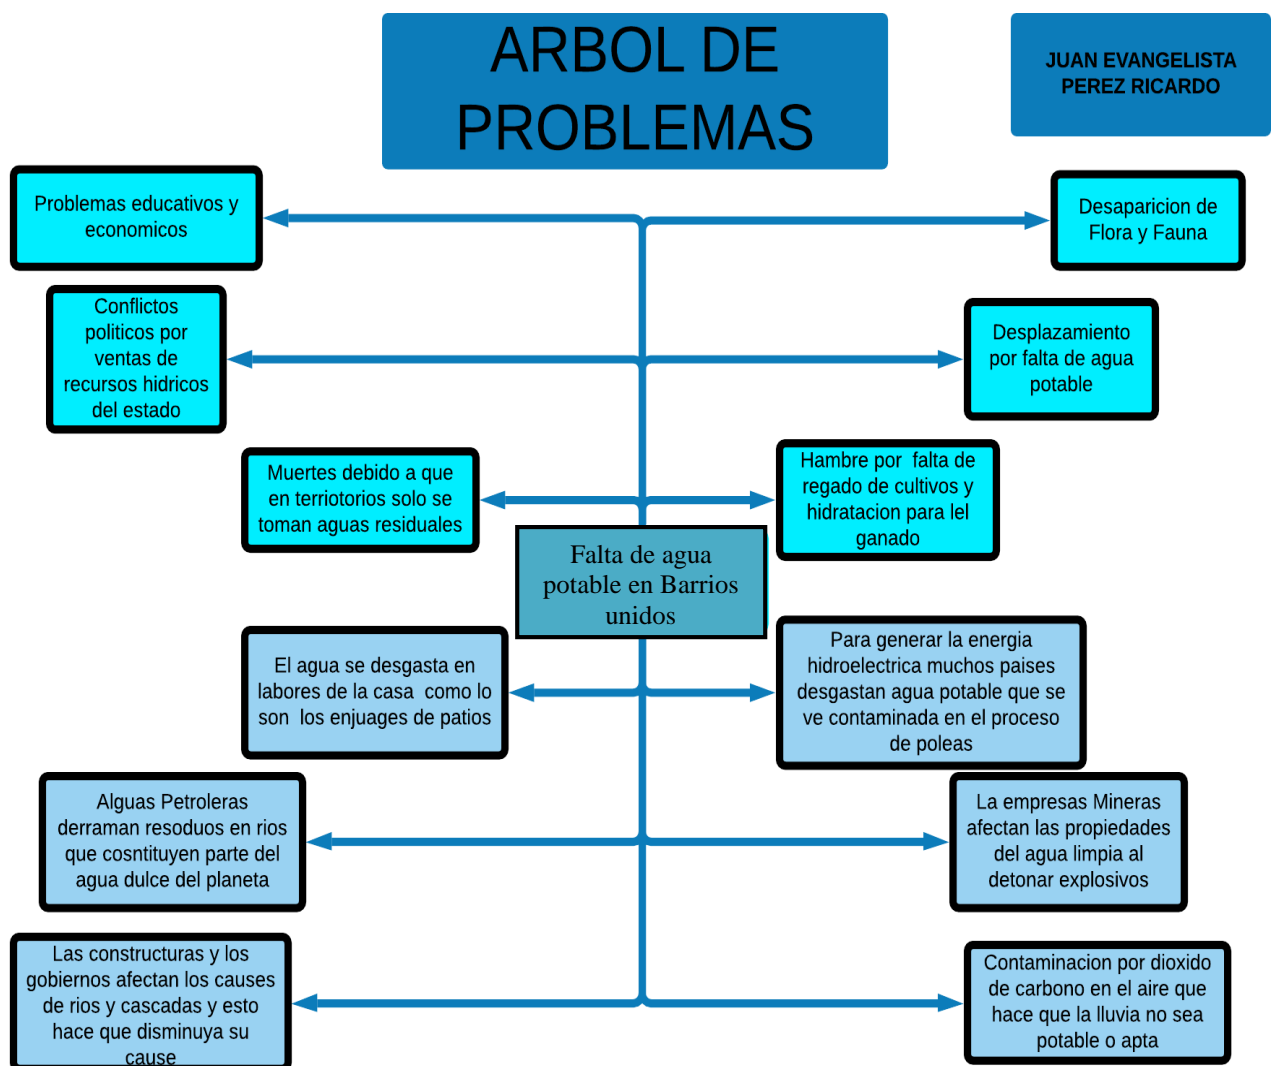 ARBOL DE
PROBLEMAS
JUAN EVANGELISTA
PEREZ RICARDO
Problemas educativos y
economicos
Desaparicion de
Flora y Fauna
Conflictos
politicos por
ventas de
recursos hidricos
del estado
Desplazamiento
por falta de agua
potable
Muertes debido a que
en terriotorios solo se
toman aguas residuales
Hambre por  falta de
regado de cultivos y
hidratacion para lel
ganado
Falta de agua
potable en Barrios
unidos
El agua se desgasta en
labores de la casa  como lo
son  los enjuages de patios
Para generar la energia
hidroelectrica muchos paises
desgastan agua potable que se
ve contaminada en el proceso
de poleas
Alguas Petroleras
derraman resoduos en rios
que cosntituyen parte del
agua dulce del planeta
La empresas Mineras
afectan las propiedades
del agua limpia al
detonar explosivos
Las constructuras y los
gobiernos afectan los causes
de rios y cascadas y esto
hace que disminuya su
cause
Contaminacion por dioxido
de carbono en el aire que
hace que la lluvia no sea
potable o apta